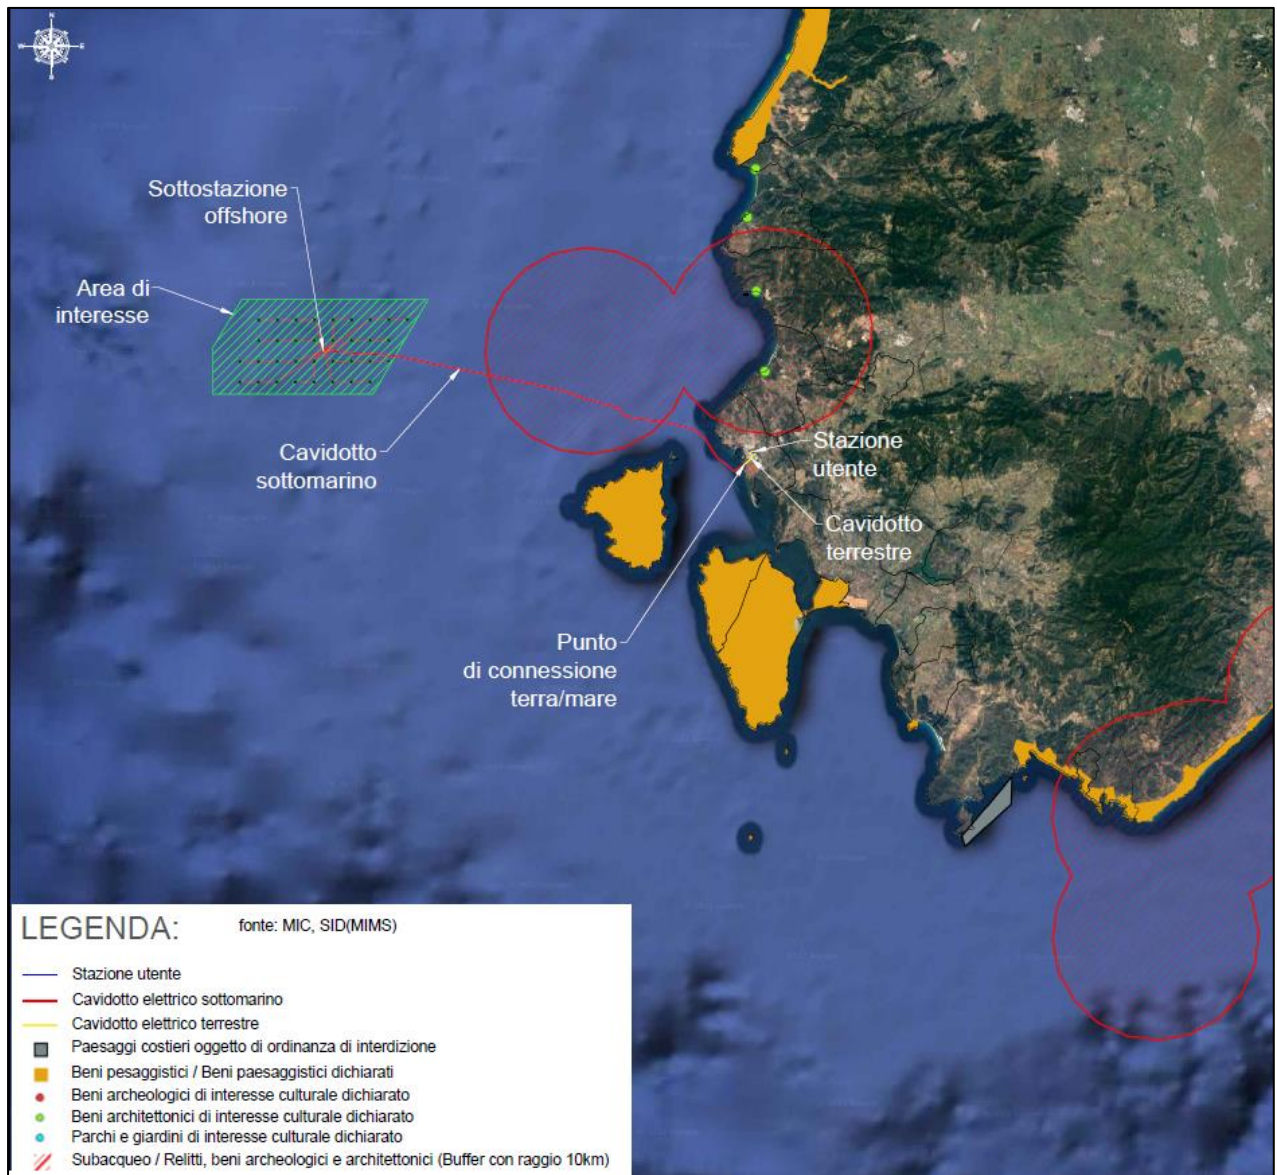 N
W
E
S
Sottostazione
offshore
Area di
interesse
Cavidotto
sottomarino
Stazione
utente
Cavidotto
terrestre
Punto
di connessione
terra/mare
LEGENDA:
fonte: MIC, SID(MIMS)
Stazione utente
Cavidotto elettrico sottomarino
Cavidotto elettrico terrestre
Paesaggi costieri oggetto di ordinanza di interdizione
Beni pesaggistici / Beni paesaggistici dichiarati
Beni archeologici di interesse culturale dichiarato
Beni architettonici di interesse culturale dichiarato
Parchi e giardini di interesse culturale dichiarato
Subacqueo / Relitti, beni archeologici e architettonici (Buffer con raggio 10km)